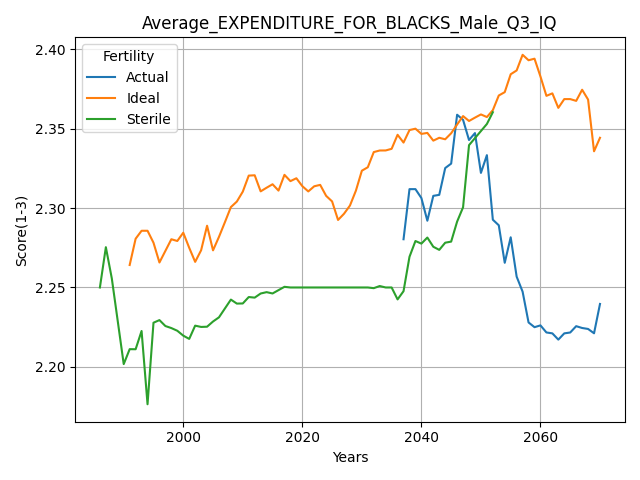 Average_EXPENDITURE_FOR_BLACKS_Male_Q3_IQ
Score(1-3)
2.40
2.35
2.30
2.25
2.20
Fertility
Actual
Ideal
Sterile
2000
2020
2040
2060
Years